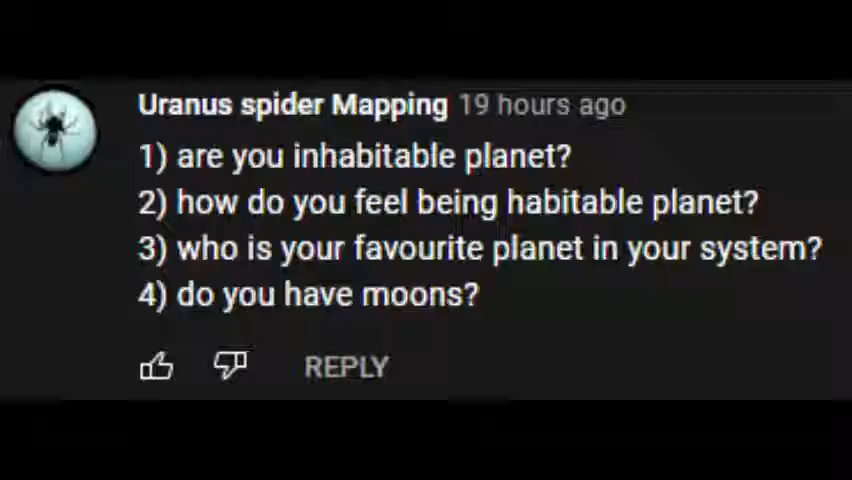 Uranus spider Mapping 19 hours ago
1) are you inhabitable planet?
2) how do you feel being habitable planet?
3) who is your favourite planet in your system?
4) do you have moons?
REPLY